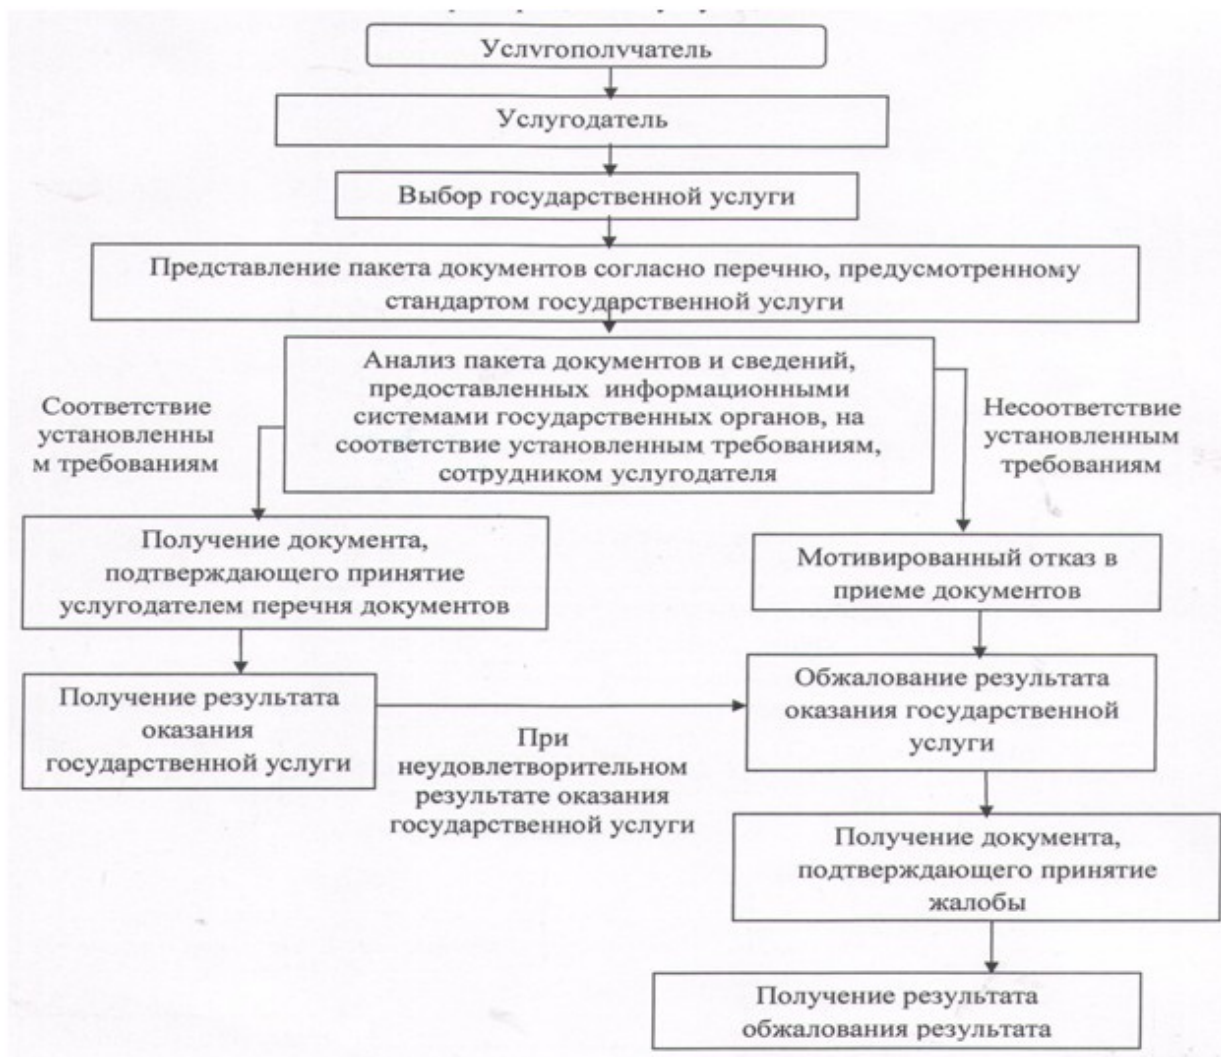 Услугополучатель
Услугодатель
Выбор государственной услуги
Представление пакета документов согласно перечню, предусмотренному
стандартом государственной услуги
Анализ пакета документов и сведений,
предоставленных информационными
системами государственных органов, на
соответствие установленным требованиям,
сотрудником услугодателя
Соответствие
установленны
м требованиям
Несоответствие
установленным
требованиям
Получение документа,
подтверждающего принятие
услугодателем перечня документов
Мотивированный отказ в
приеме документов
Получение результата
оказания
государственной услуги
При
неудовлетворительном
результате оказания
государственной услуги
Обжалование результата
оказания государственной
услуги
Получение документа,
подтверждающего принятие
жалобы
Получение результата
обжалования результата